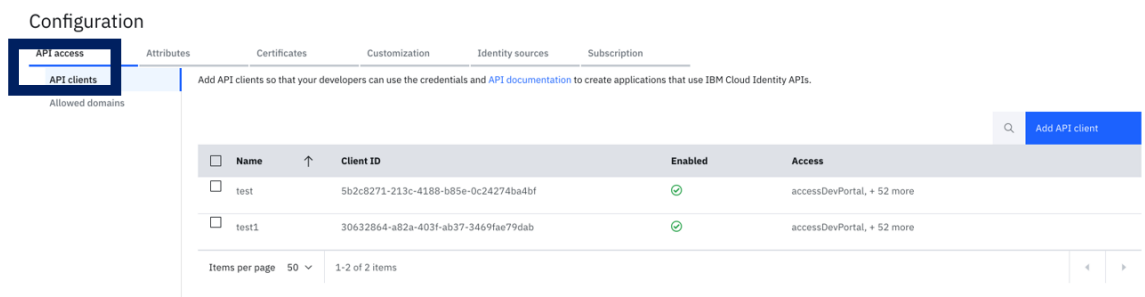 Configuration
API access Attributes Certificates Customization Identity sources Subscription
API clients
Allowed domains
Add API clients so that your developers can use the credentials and API documentation to create applications that use IBM Cloud Identity APIs.
Add API client
Name Client ID Enabled Access
test 5b2c8271-213c-4188-b85e-0c24274ba4bf accessDevPortal, + 52 more
test1 30632864-a82a-403f-ab37-3469fae79dab accessDevPortal, + 52 more
Items per page 50 1-2 of 2 items